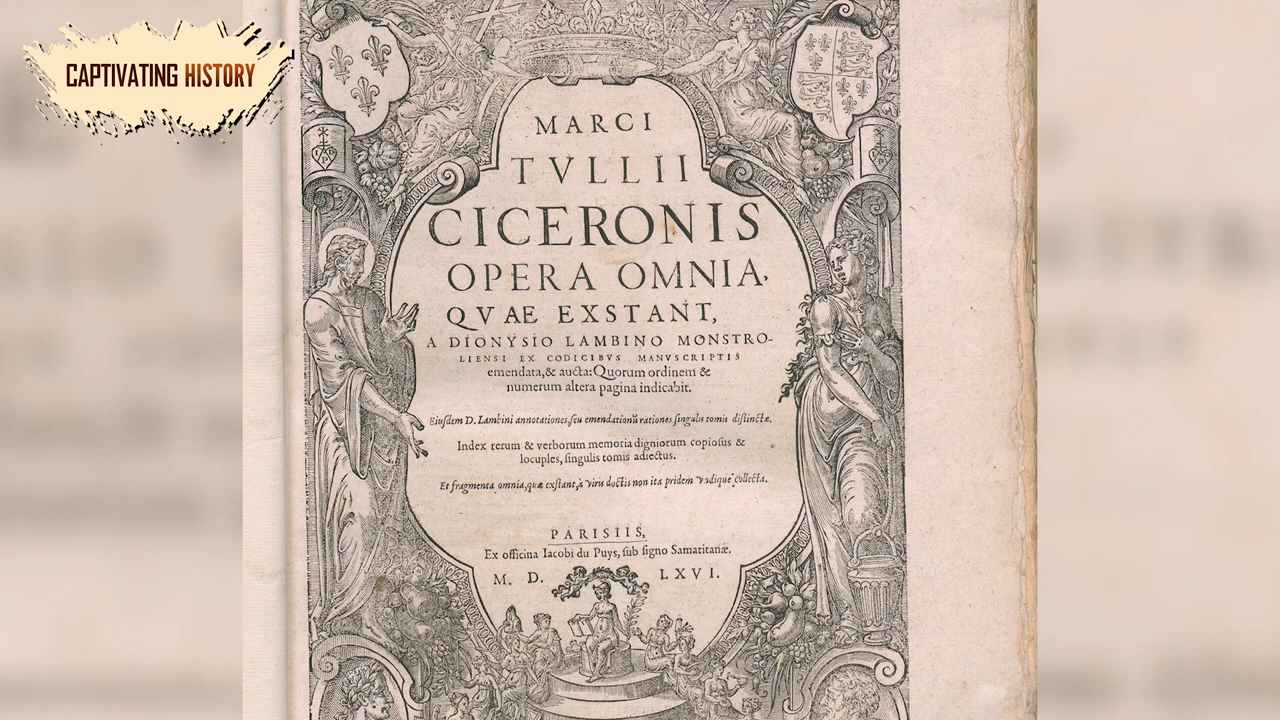 CAPTIVATING HISTORY
MARCI
TVLLII
CICERONIS
OPERA OMNIA,
QVAE EXSTANT,
A DIONYSIO LAMBINO MONSTRO-
LIENSI EX CODICIBVS MANVSCRIPTIS
emendata, & aucta: Quorum ordinem &
numerum altera pagina indicabit.
Eiusdem D. Lambini annotationes, seu emendationũ rationes singulis tomis distinctæ.
Index rerum & verborum memoria digniorum copiosus &
locuples, singulis tomis adiectus.
Et fragmenta omnia, quæ exstant, à viris doctis non ita pridem vndique collecta.
PARISIIS,
Ex officina Iacobi du Puys, sub signo Samaritanæ.
M. D. LXVI.